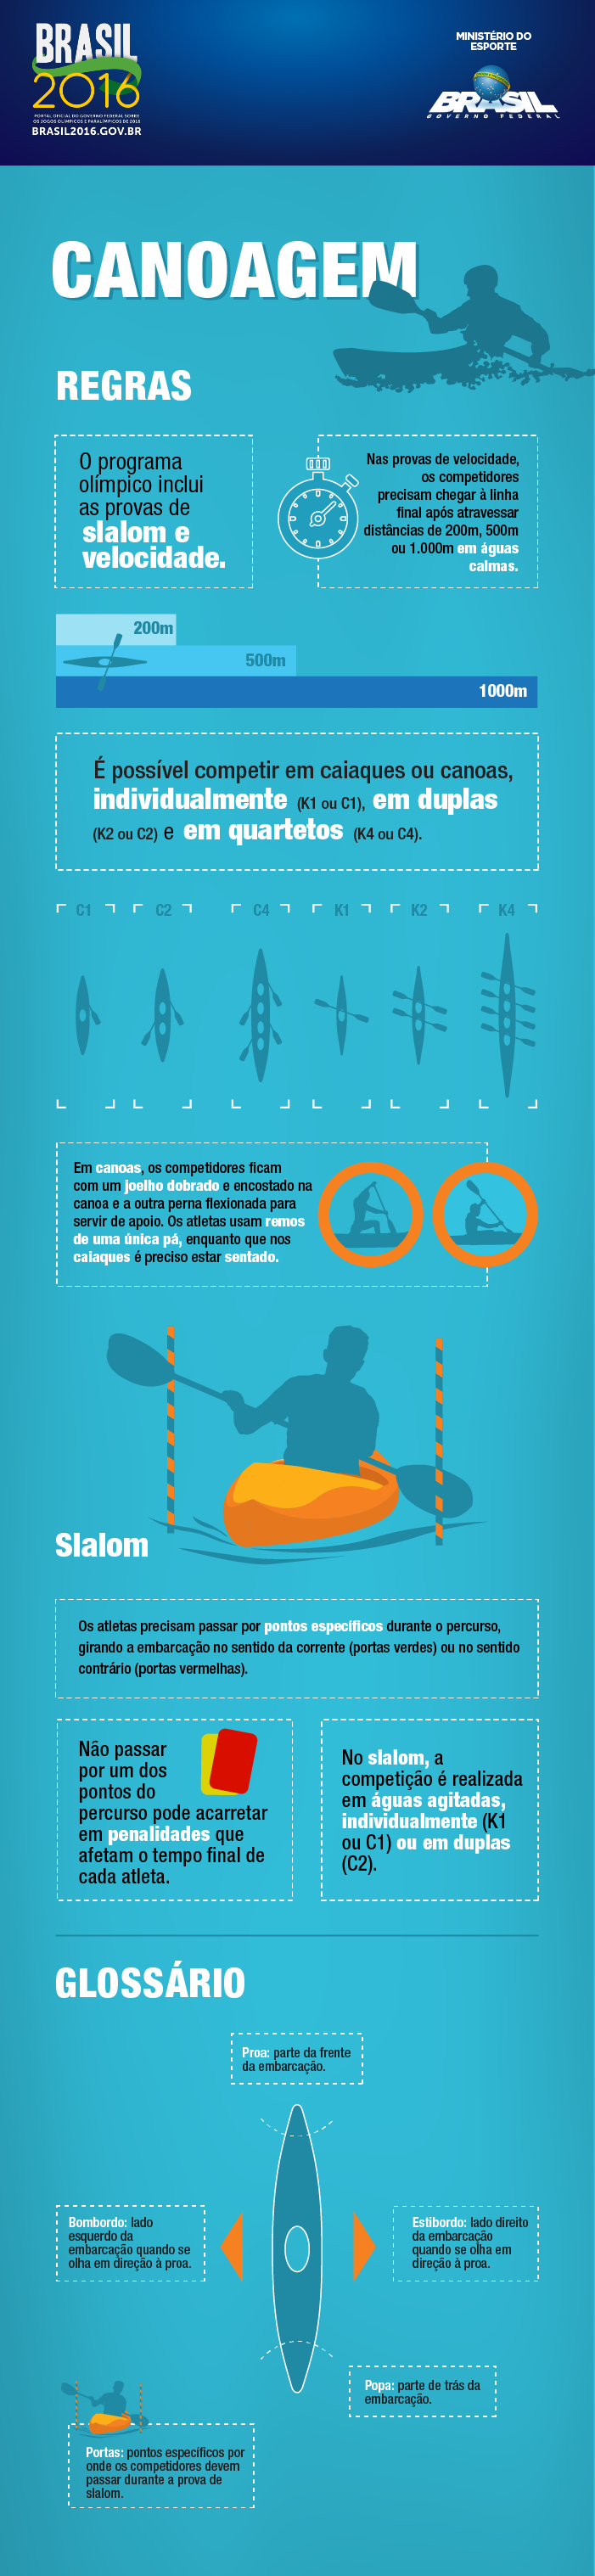 BRASIL
2016
PORTAL OFICIAL DO GOVERNO FEDERAL SOBRE
OS JOGOS OLÍMPICOS E PARALÍMPICOS DE 2016
BRASIL2016.GOV.BR
MINISTÉRIO DO
ESPORTE
BRASIL
GOVERNO FEDERAL
CANOAGEM
REGRAS
O programa
olímpico inclui
as provas de
slalom e
velocidade.
Nas provas de velocidade,
os competidores
precisam chegar à linha
final após atravessar
distâncias de 200m, 500m
ou 1.000m em águas
calmas.
200m
500m
1000m
É possível competir em caiaques ou canoas,
individualmente (K1 ou C1), em duplas
(K2 ou C2) e em quartetos (K4 ou C4).
C1 C2 C4 K1 K2 K4
Em canoas, os competidores ficam
com um joelho dobrado e encostado na
canoa e a outra perna flexionada para
servir de apoio. Os atletas usam remos
de uma única pá, enquanto que nos
caiaques é preciso estar sentado.
Slalom
Os atletas precisam passar por pontos específicos durante o percurso,
girando a embarcação no sentido da corrente (portas verdes) ou no sentido
contrário (portas vermelhas).
Não passar
por um dos
pontos do
percurso pode acarretar
em penalidades que
afetam o tempo final de
cada atleta.
No slalom, a
competição é realizada
em águas agitadas,
individualmente (K1
ou C1) ou em duplas
(C2).
GLOSSÁRIO
Proa: parte da frente
da embarcação.
Bombordo: lado
esquerdo da
embarcação quando se
olha em direção à proa.
Estibordo: lado direito
da embarcação
quando se olha em
direção à proa.
Popa: parte de trás da
embarcação.
Portas: pontos específicos por
onde os competidores devem
passar durante a prova de
slalom.